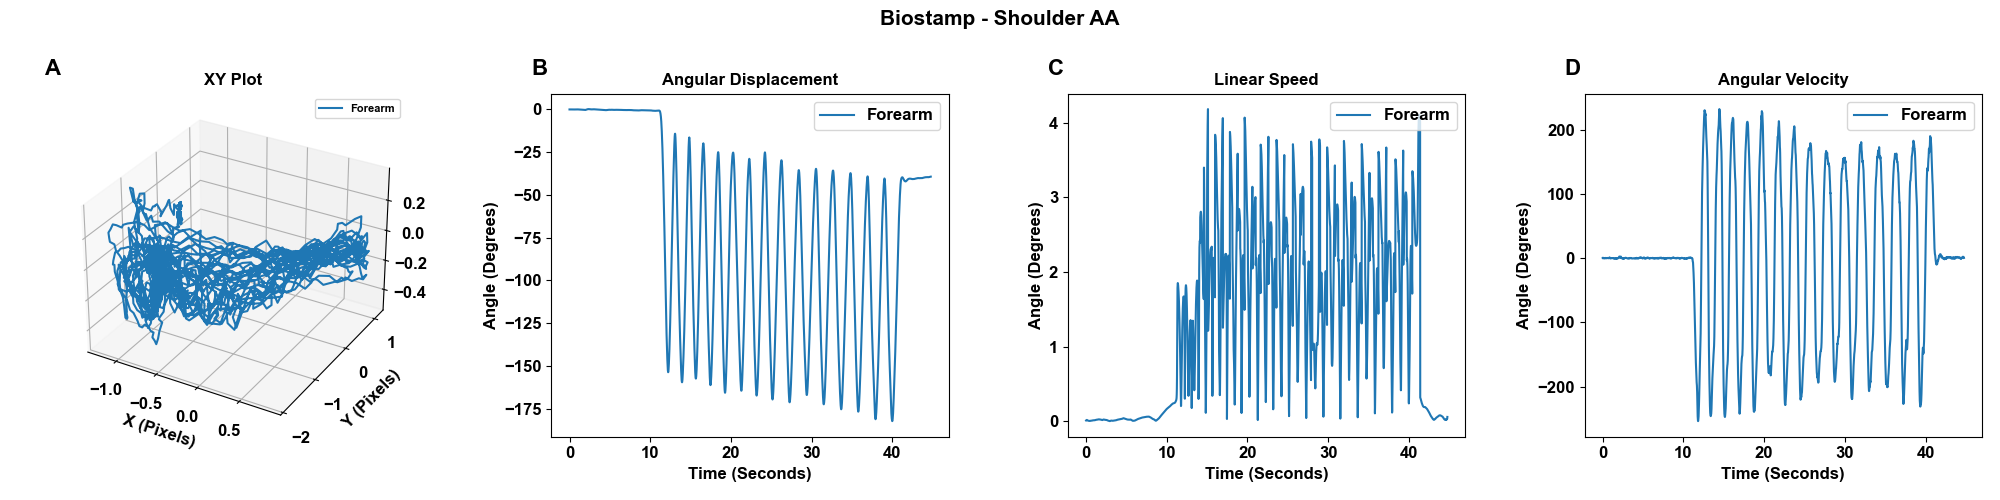 Biostamp - Shoulder AA
A
XY Plot
Forearm
0.2
0.0
−0.2
−0.4
−1.0
−0.5
0.0
0.5
X (Pixels)
−2
−1
0
1
Y (Pixels)
B
Angular Displacement
Forearm
0
−25
−50
−75
−100
−125
−150
−175
Angle (Degrees)
0
10
20
30
40
Time (Seconds)
C
Linear Speed
Forearm
4
3
2
1
0
Angle (Degrees)
0
10
20
30
40
Time (Seconds)
D
Angular Velocity
Forearm
200
100
0
−100
−200
Angle (Degrees)
0
10
20
30
40
Time (Seconds)